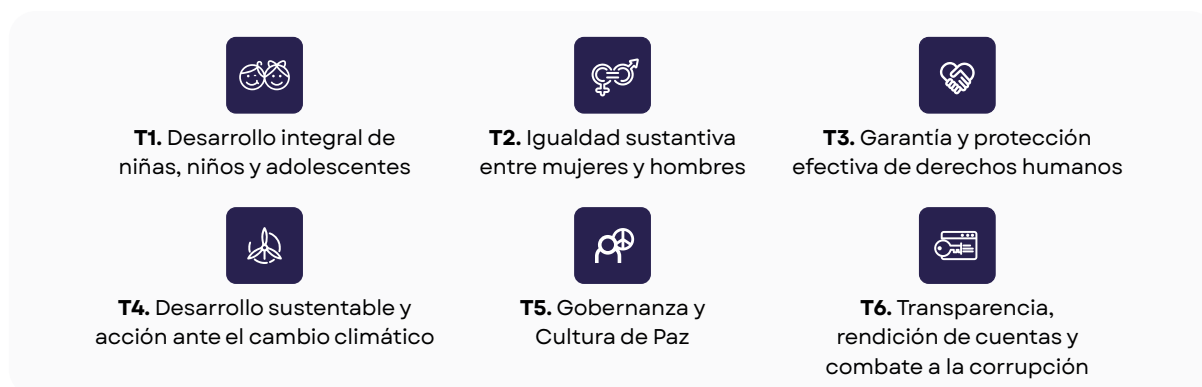 T1. Desarrollo integral de
niñas, niños y adolescentes
T2. Igualdad sustantiva
entre mujeres y hombres
T3. Garantía y protección
efectiva de derechos humanos
T4. Desarrollo sustentable y
acción ante el cambio climático
T5. Gobernanza y
Cultura de Paz
T6. Transparencia,
rendición de cuentas y
combate a la corrupción